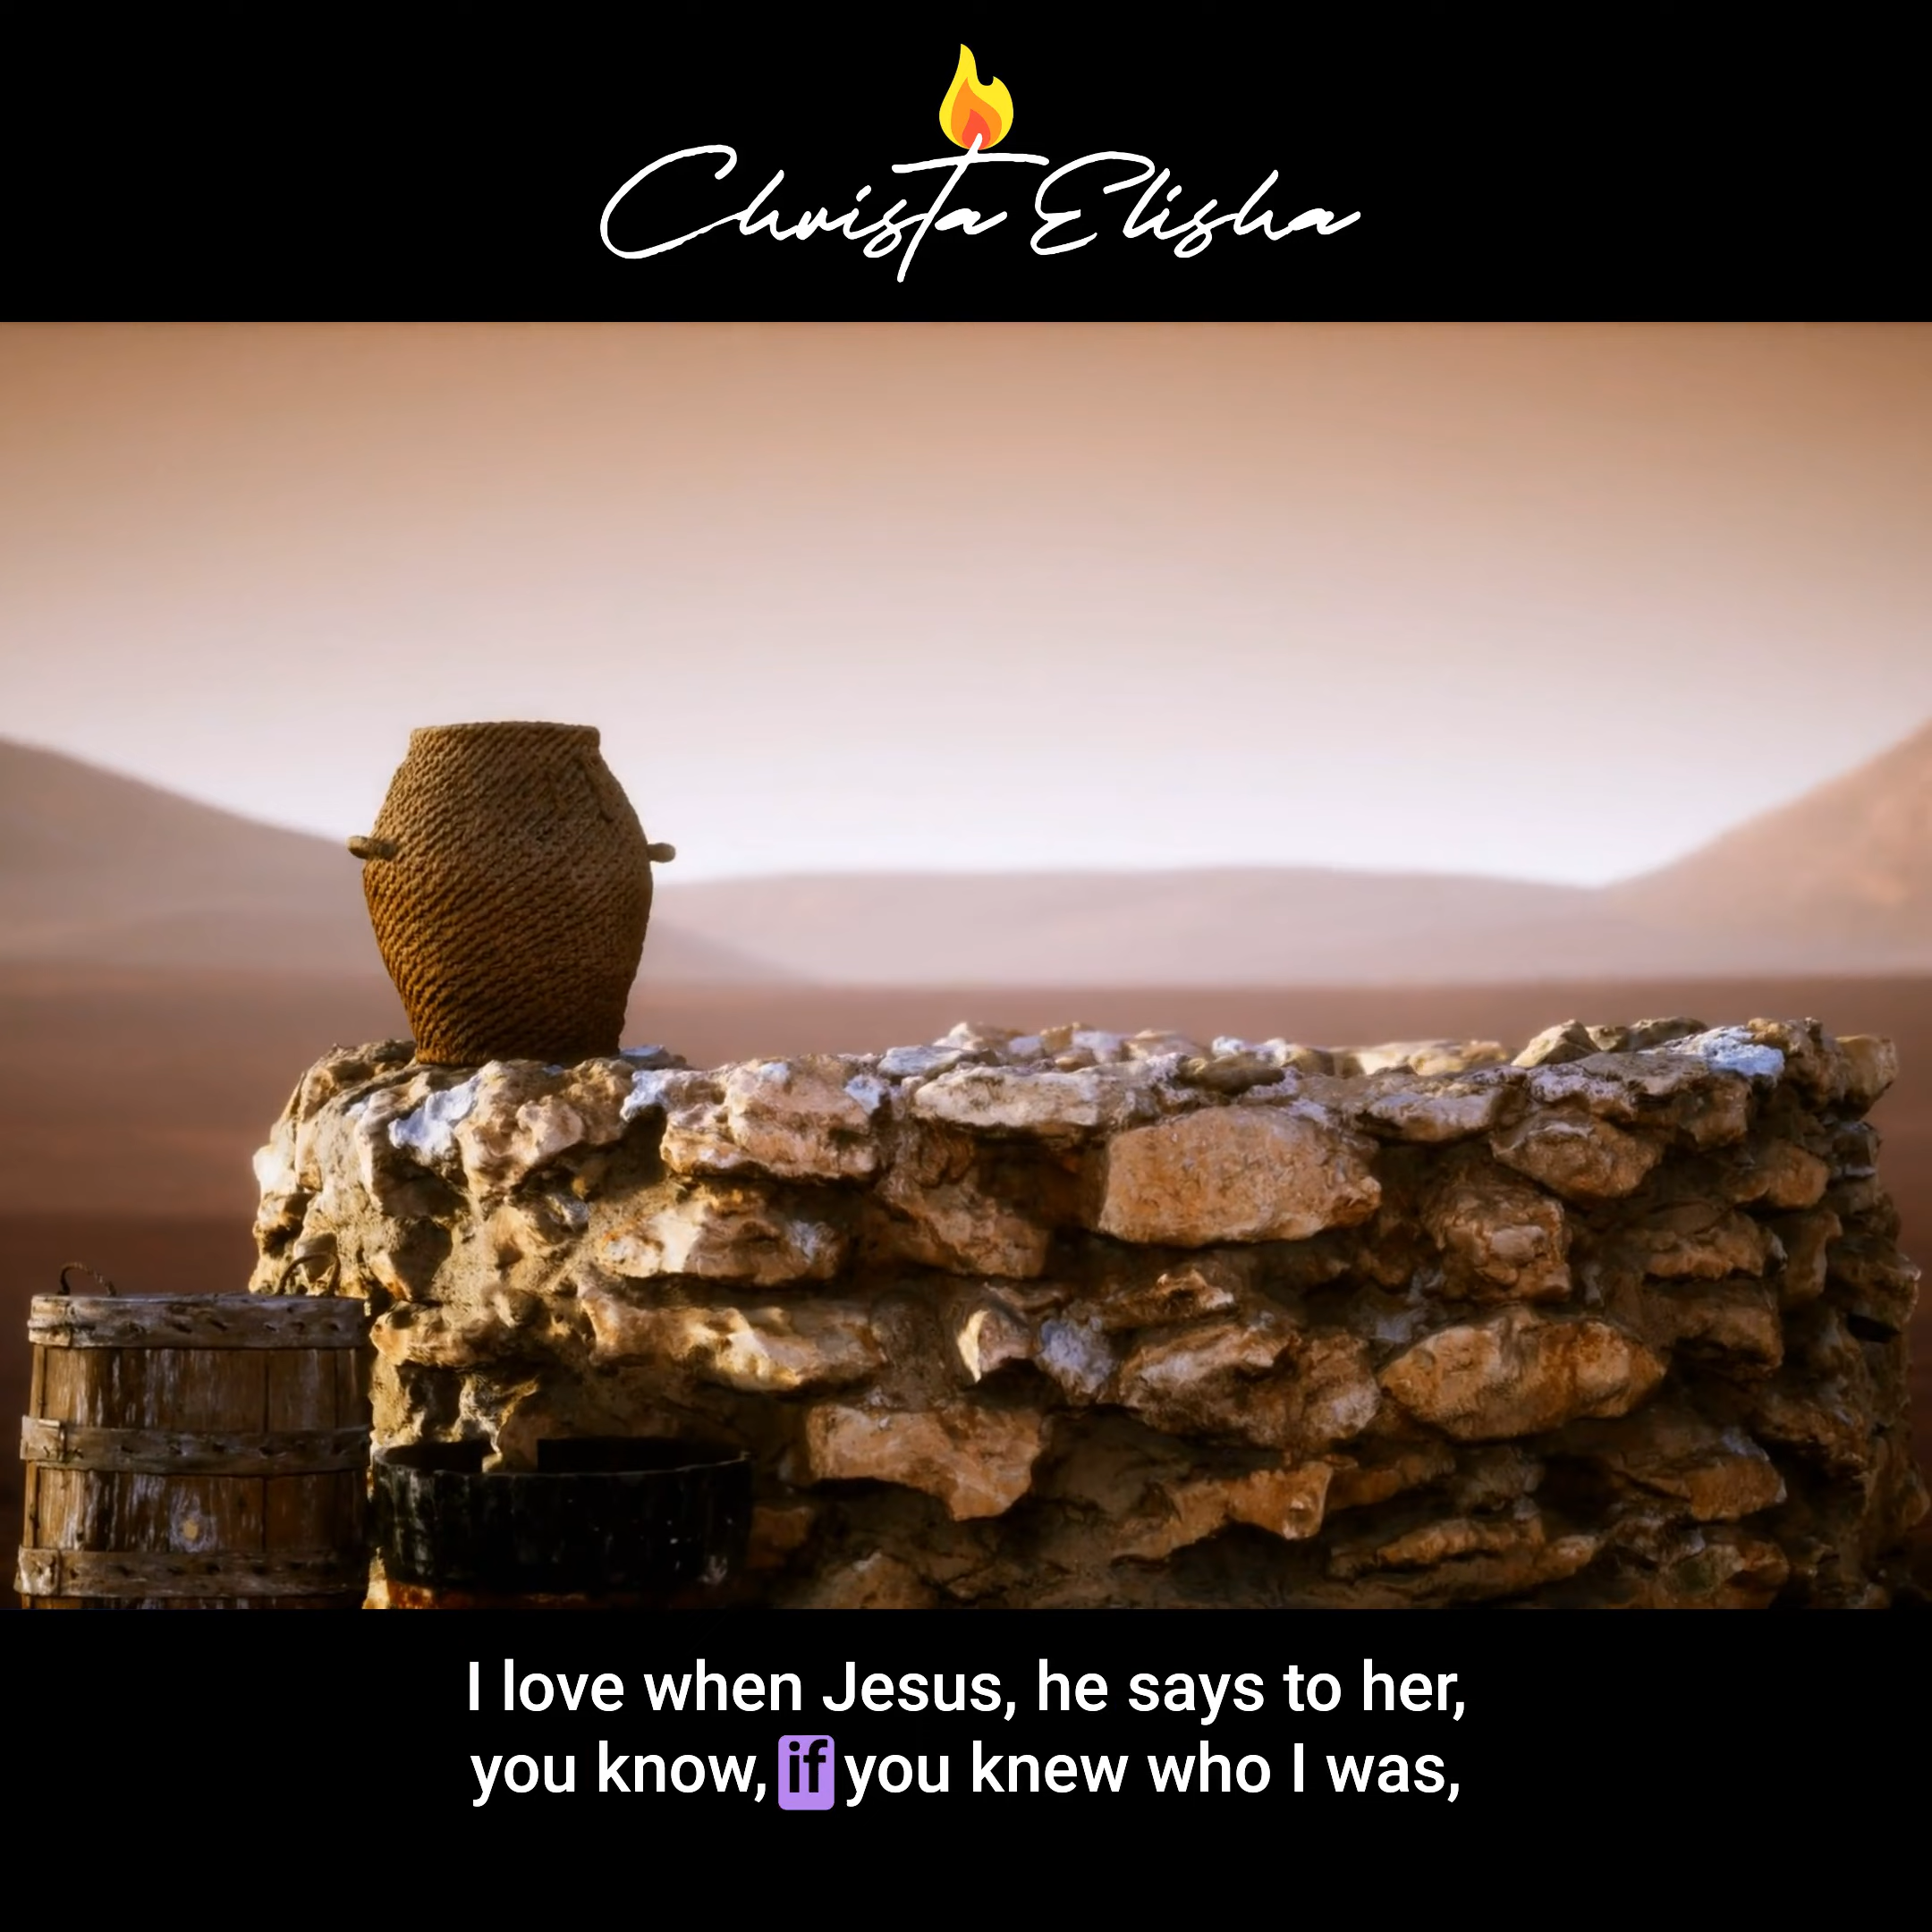 Christa Elisha
I love when Jesus, he says to her,
you know, if you knew who I was,